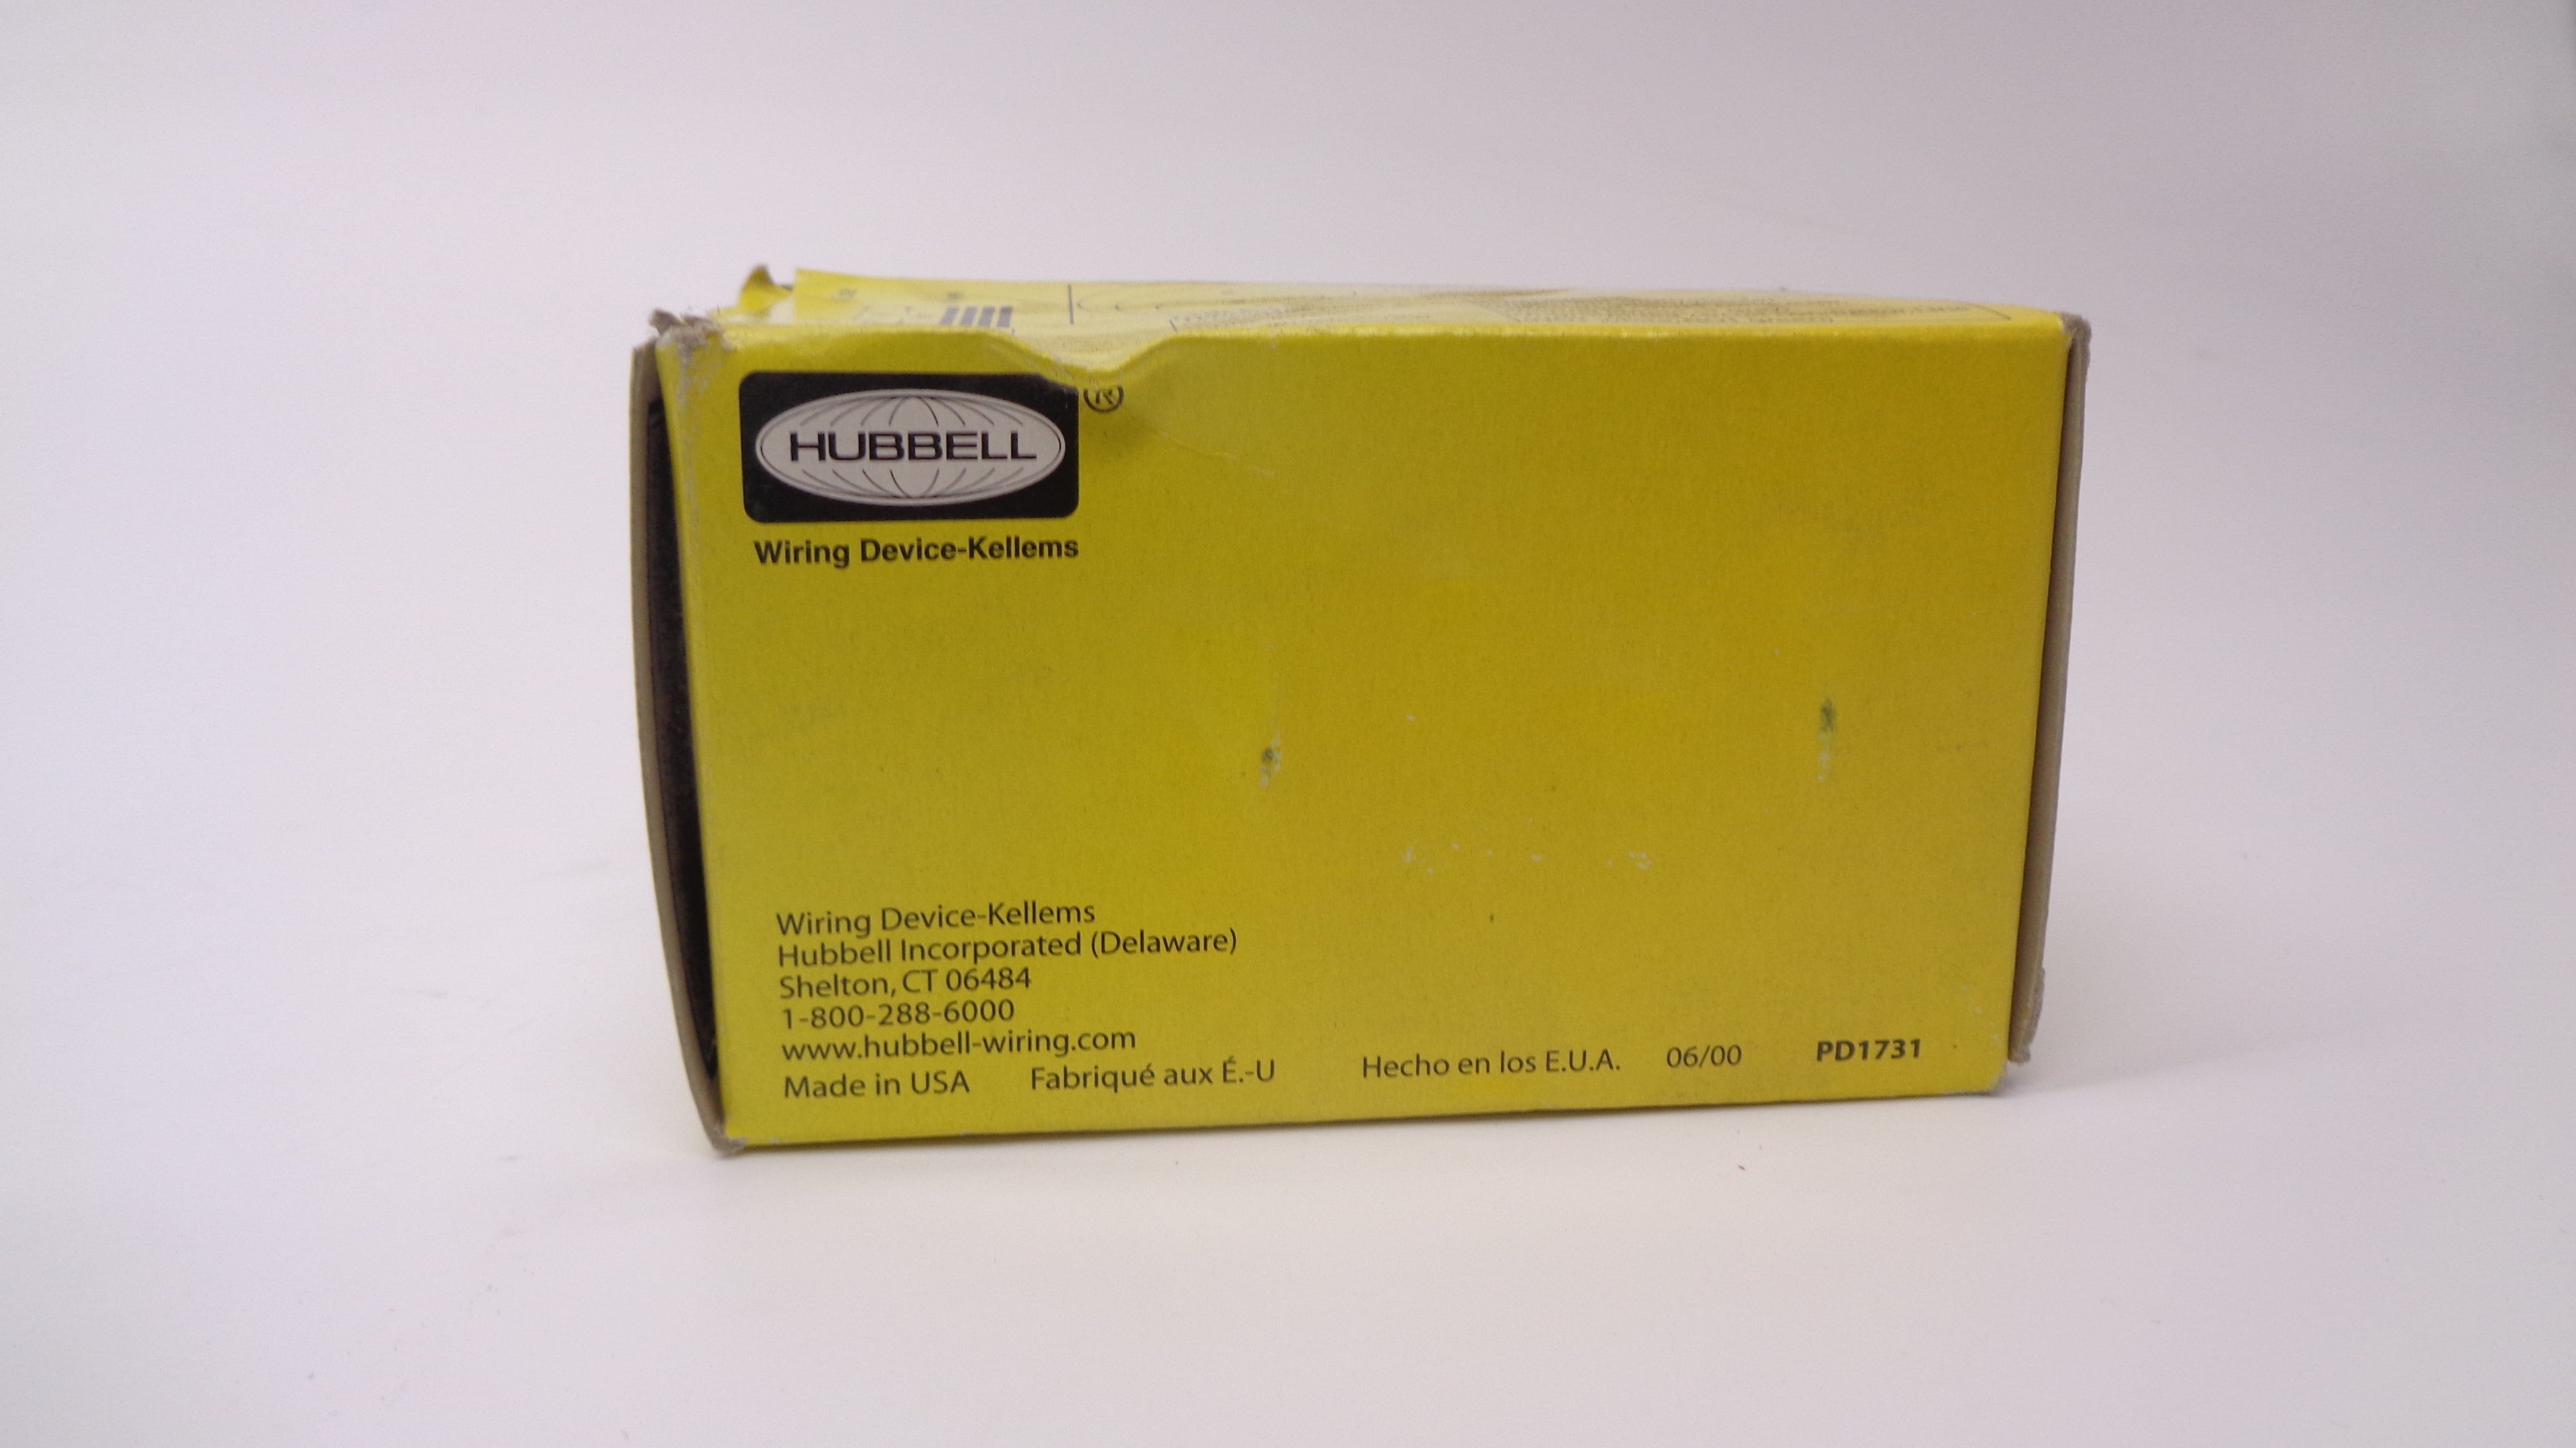 HUBBELL
®
Wiring Device-Kellems
Wiring Device-Kellems
Hubbell Incorporated (Delaware)
Shelton, CT 06484
1-800-288-6000
www.hubbell-wiring.com
Made in USA Fabriqué aux É.-U Hecho en los E.U.A. 06/00 PD1731